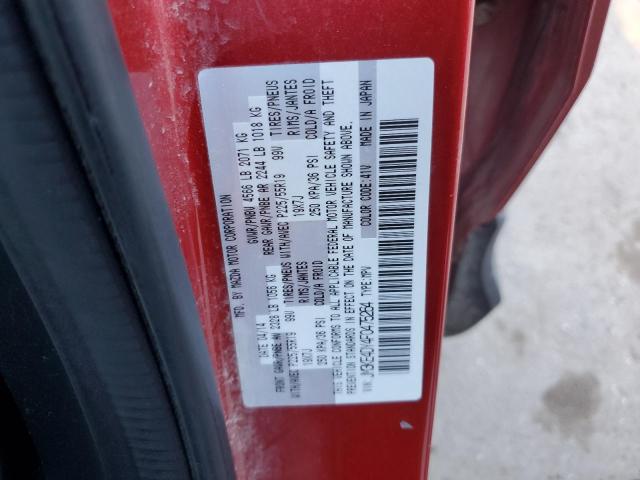 MFD. BY MAZDA MOTOR CORPORATION
DATE 04/14 GVWR/PNBV 4566 LB 2071 KG
FRONT GAWR/PNBE AV 2328 LB 1056 KG REAR GAWR/PNBE AR 2244 LB 1018 KG
WITH/AVEC P225/55R19 99V TIRES/PNEUS WITH/AVEC P225/55R19 99V TIRES/PNEUS
19X7J RIMS/JANTES 19X7J RIMS/JANTES
250 KPA/36 PSI COLD/A FROID 250 KPA/36 PSI COLD/A FROID
THIS VEHICLE CONFORMS TO ALL APPLICABLE FEDERAL MOTOR VEHICLE SAFETY AND THEFT
PREVENTION STANDARDS IN EFFECT ON THE DATE OF MANUFACTURE SHOWN ABOVE.
VIN: JM3KE4DY4F0475284 TYPE:MPV COLOR CODE:41V MADE IN JAPAN